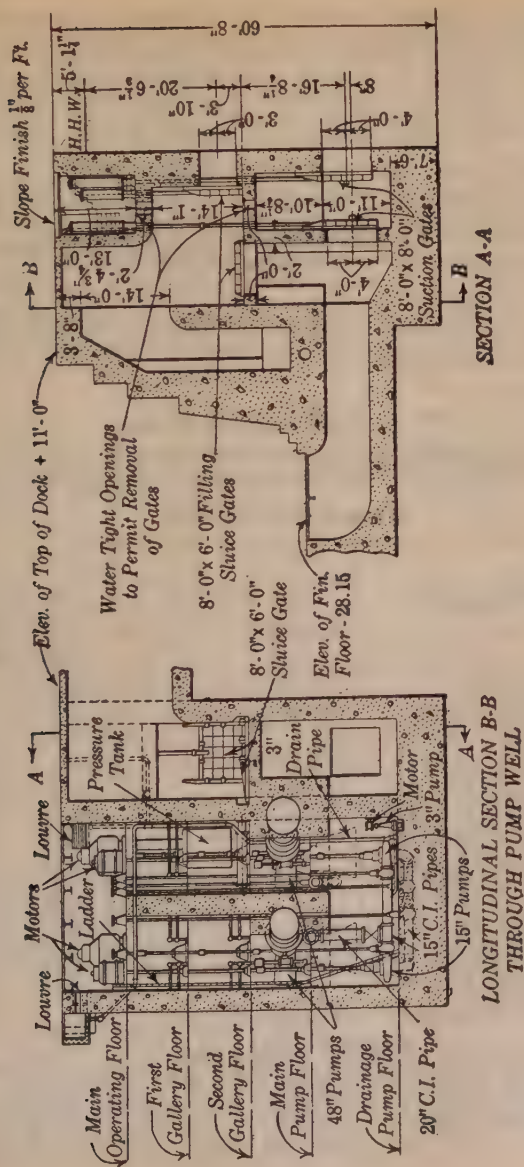 Louvre
Motors
Ladder
Louvre
Pressure
Tank
A
Elev. of Top of Dock + 11'-0"
Main
Operating Floor
First
Gallery Floor
Second
Gallery Floor
Main
Pump Floor
48" Pumps
Drainage
Pump Floor
20" C.I. Pipe
15" C.I. Pipes
15" Pumps
8'-0" x 6'-0"
Sluice Gate
3"
Drain
Pipe
Motor
3" Pump
A
LONGITUDINAL SECTION B-B
THROUGH PUMP WELL
Slope Finish 1/8" per Ft.
B
H.H.W.
5'-1 1/2"
60'-8"
20'-6 1/2"
3'-10"
3'-0"
16'-8 1/2"
8 1/2"
4'-0"
3'-8"
14'-0"
13'-0"
2'-4 3/4"
14'-1"
10'-8 1/2"
11'-0"
7'-6"
2'-0"
4'-0"
Water Tight Openings
to Permit Removal
of Gates
8'-0" x 6'-0" Filling
Sluice Gates
Elev. of Fin.
Floor - 28.15
8'-0" x 8'-0"
Suction Gates
B
SECTION A-A